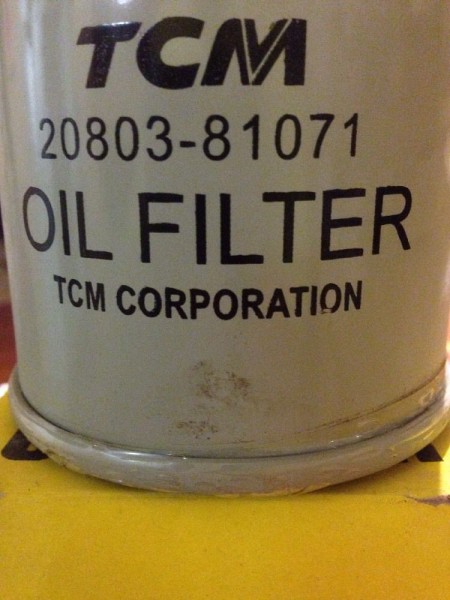 TCM
20803-81071
OIL FILTER
TCM CORPORATION